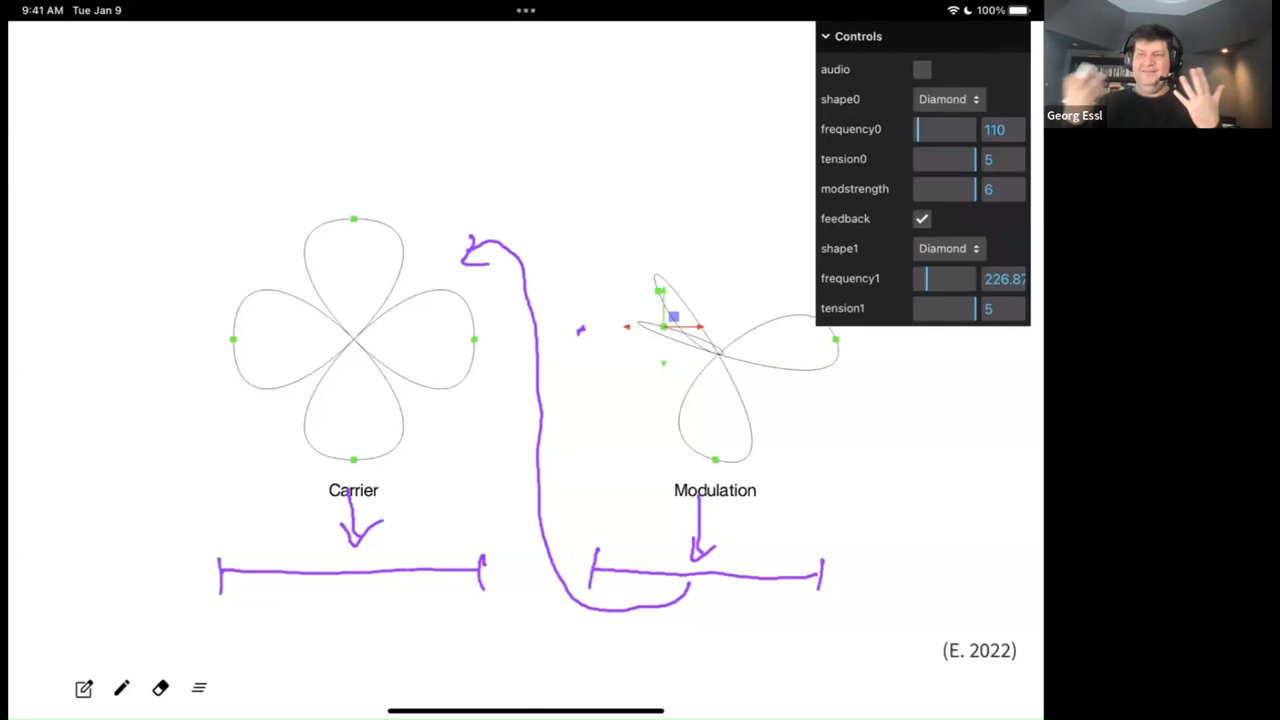 9:41 AM Tue Jan 9
100%
Controls
audio
shape0 Diamond
frequency0 110
tension0 5
modstrength 6
feedback
shape1 Diamond
frequency1 226.87
tension1 5
Georg Essl
Carrier
Modulation
(E. 2022)